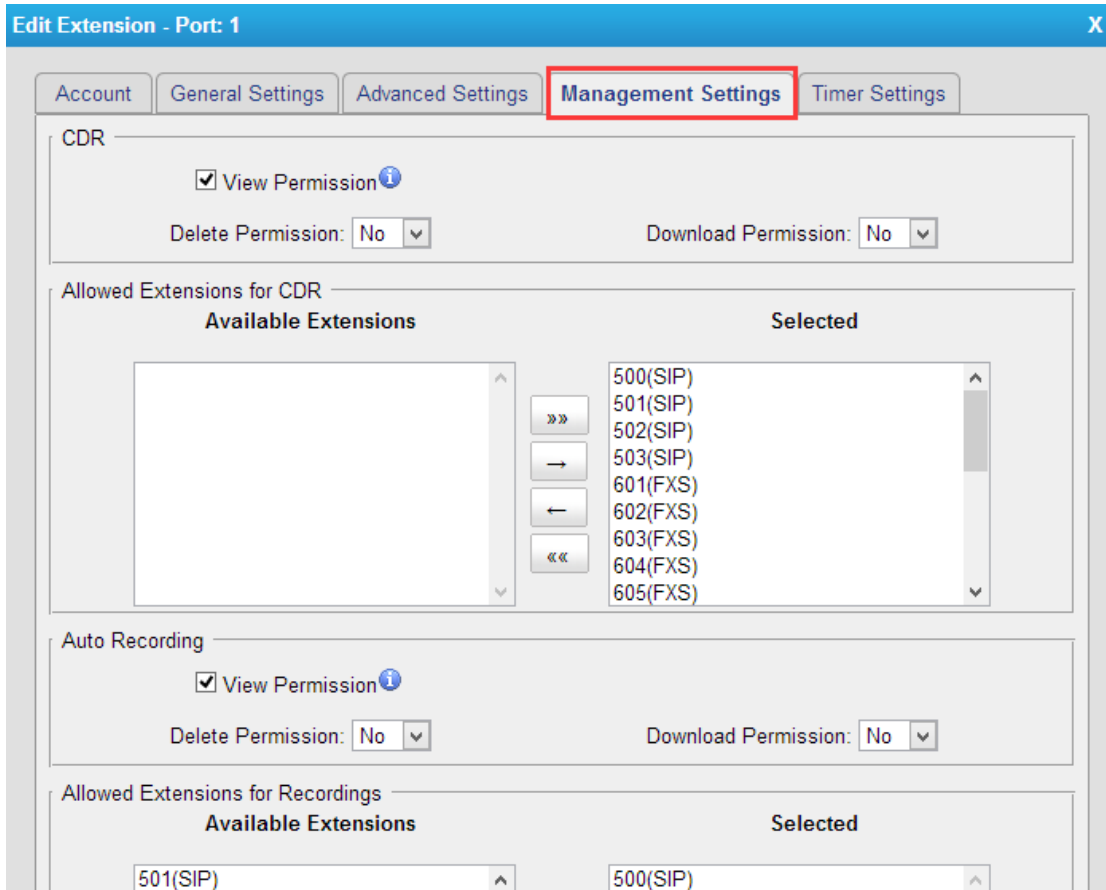 Edit Extension - Port: 1 X
Account General Settings Advanced Settings Management Settings Timer Settings
CDR
View Permission
Delete Permission: No Download Permission: No
Allowed Extensions for CDR
Available Extensions Selected
500(SIP)
501(SIP)
»» 502(SIP)
→ 503(SIP)
601(FXS)
← 602(FXS)
603(FXS)
«« 604(FXS)
605(FXS)
Auto Recording
View Permission
Delete Permission: No Download Permission: No
Allowed Extensions for Recordings
Available Extensions Selected
501(SIP) 500(SIP)